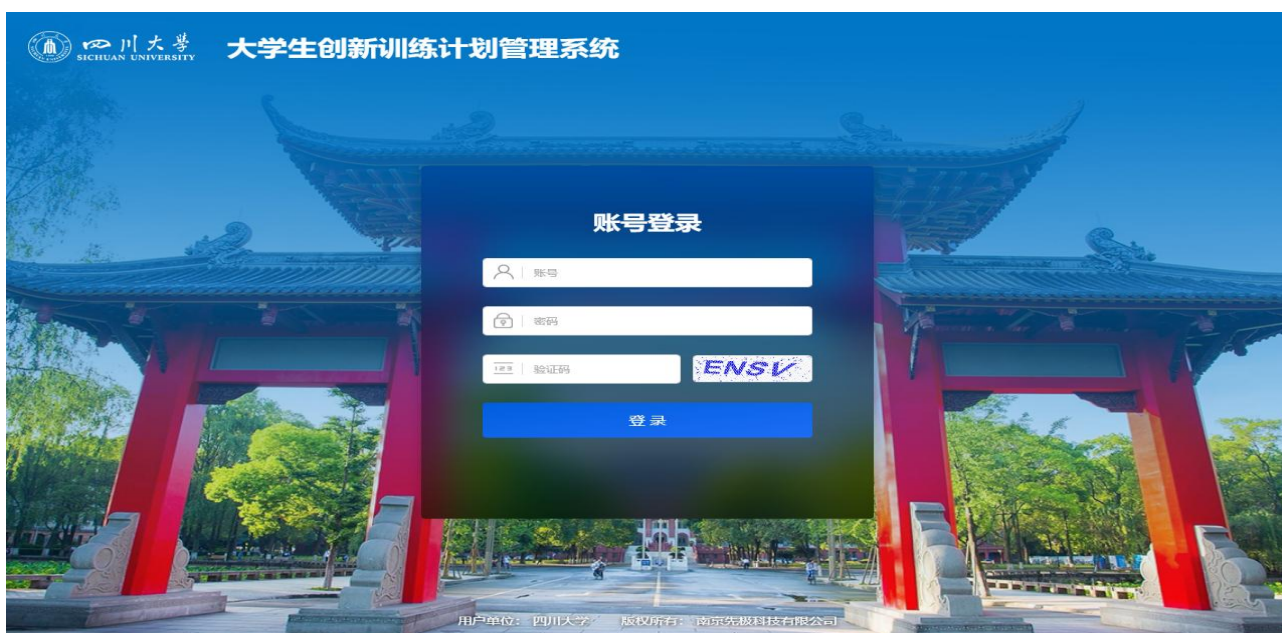 四川大學
SICHUAN UNIVERSITY
大学生创新训练计划管理系统
账号登录
账号
密码
123
验证码
ENSV
登 录
用户单位： 四川大学 版权所有： 南京先极科技有限公司